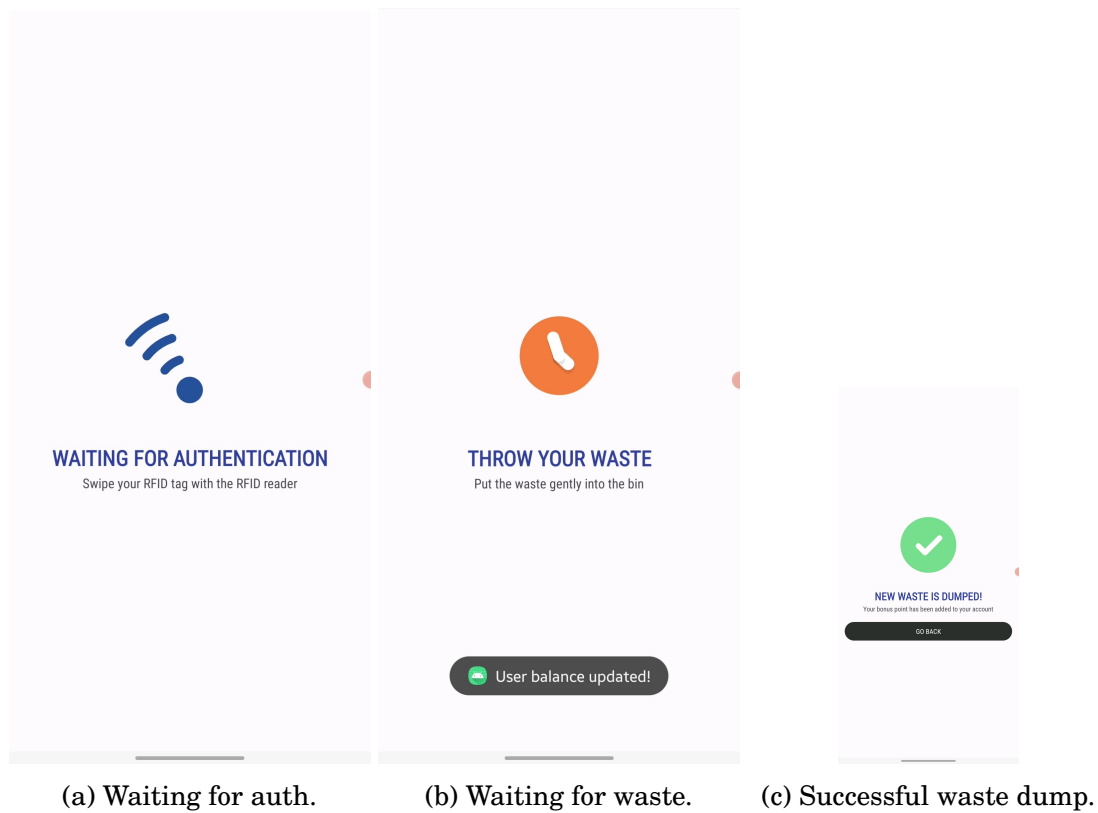 WAITING FOR AUTHENTICATION
Swipe your RFID tag with the RFID reader
THROW YOUR WASTE
Put the waste gently into the bin
User balance updated!
NEW WASTE IS DUMPED!
Your bonus point has been added to your account
GO BACK
(a) Waiting for auth.
(b) Waiting for waste.
(c) Successful waste dump.